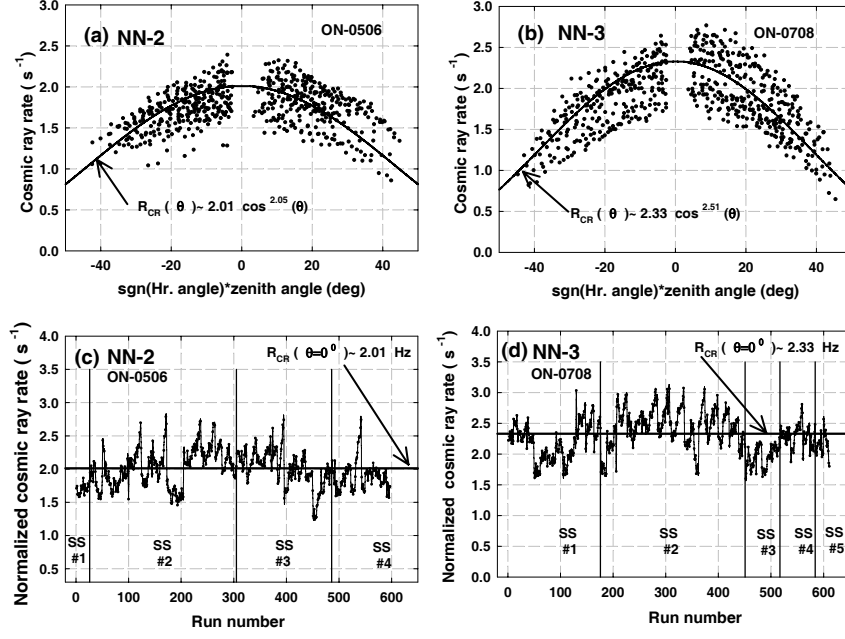 (a) NN-2
ON-0506
3.0
2.5
2.0
1.5
1.0
0.5
0.0
Cosmic ray rate ( s -1 )
R CR ( θ )~ 2.01 cos 2.05 (θ)
-40 -20 0 20 40
sgn(Hr. angle)*zenith angle (deg)
(b) NN-3
ON-0708
3.0
2.5
2.0
1.5
1.0
0.5
0.0
Cosmic ray rate ( s -1 )
R CR ( θ )~ 2.33 cos 2.51 (θ)
-40 -20 0 20 40
sgn(Hr. angle)*zenith angle (deg)
(c) NN-2
ON-0506
R CR ( θ=0 0 )~ 2.01 Hz
4.0
3.5
3.0
2.5
2.0
1.5
1.0
0.5
Normalized cosmic ray rate ( s -1 )
SS #1
SS #2
SS #3
SS #4
0 100 200 300 400 500 600
Run number
(d) NN-3
ON-0708
R CR ( θ=0 0 )~ 2.33 Hz
4.0
3.5
3.0
2.5
2.0
1.5
1.0
0.5
0.0
Normalized cosmic ray rate ( s -1 )
SS #1
SS #2
SS #3
SS #4
SS #5
0 100 200 300 400 500 600
Run number